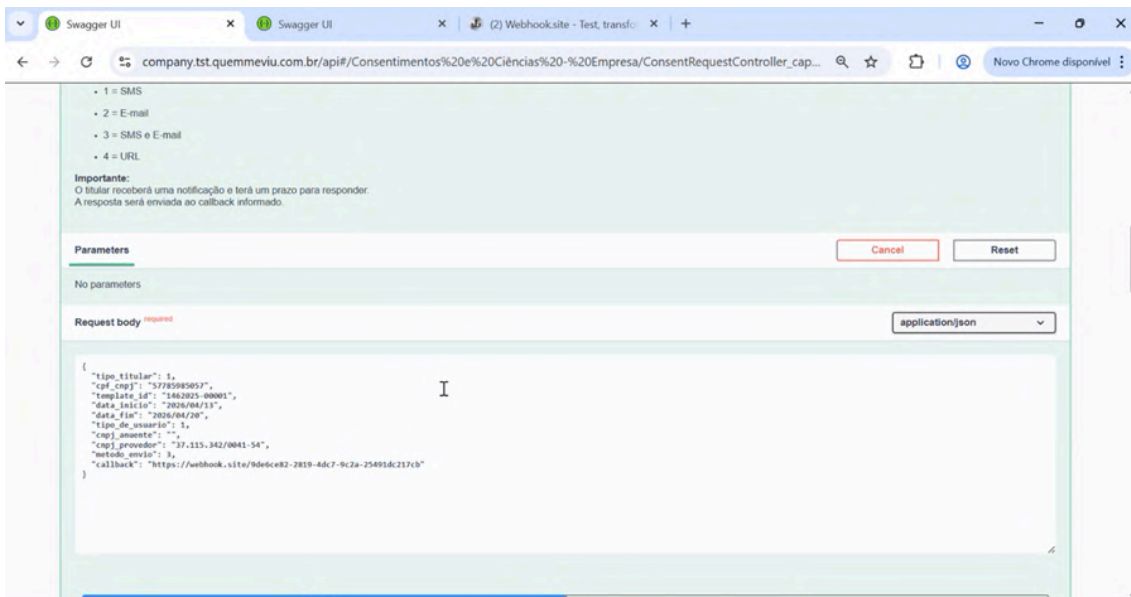 Swagger UI
Swagger UI
(2) Webhook.site - Test, transfo
company.tst.quemmeviu.com.br/api#/Consentimentos%20e%20Ciências%20-%20Empresa/ConsentRequestController_cap...
Novo Chrome disponível
• 1 = SMS
• 2 = E-mail
• 3 = SMS e E-mail
• 4 = URL
Importante:
O titular receberá uma notificação e terá um prazo para responder.
A resposta será enviada ao callback informado.
Parameters
Cancel
Reset
No parameters
Request body required
application/json
{
"tipo_titular": 1,
"cpf_cnpj": "57785985057",
"template_id": "1462025-00001",
"data_inicio": "2026/04/13",
"data_fim": "2026/04/20",
"tipo_de_usuario": 1,
"cnpj_anuente": "",
"cnpj_provedor": "37.115.342/0041-54",
"metodo_envio": 3,
"callback": "https://webhook.site/9de6ce82-2819-4dc7-9c2a-25491dc217cb"
}